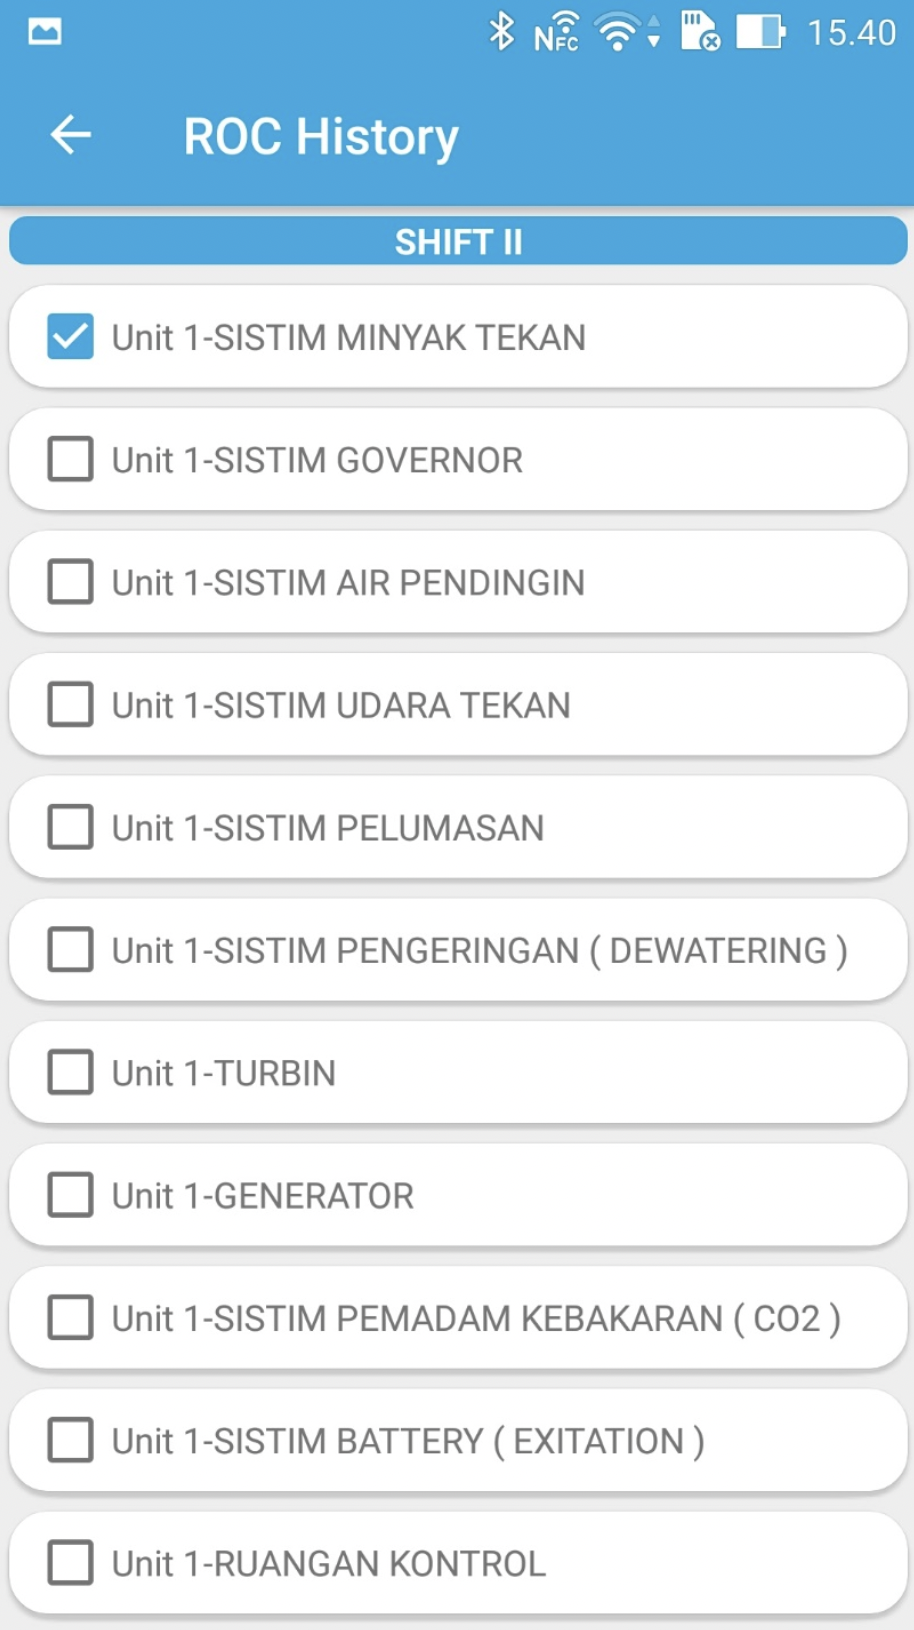 NFC 15.40
ROC History
SHIFT II
Unit 1-SISTIM MINYAK TEKAN
Unit 1-SISTIM GOVERNOR
Unit 1-SISTIM AIR PENDINGIN
Unit 1-SISTIM UDARA TEKAN
Unit 1-SISTIM PELUMASAN
Unit 1-SISTIM PENGERINGAN ( DEWATERING )
Unit 1-TURBIN
Unit 1-GENERATOR
Unit 1-SISTIM PEMADAM KEBAKARAN ( CO2 )
Unit 1-SISTIM BATTERY ( EXITATION )
Unit 1-RUANGAN KONTROL